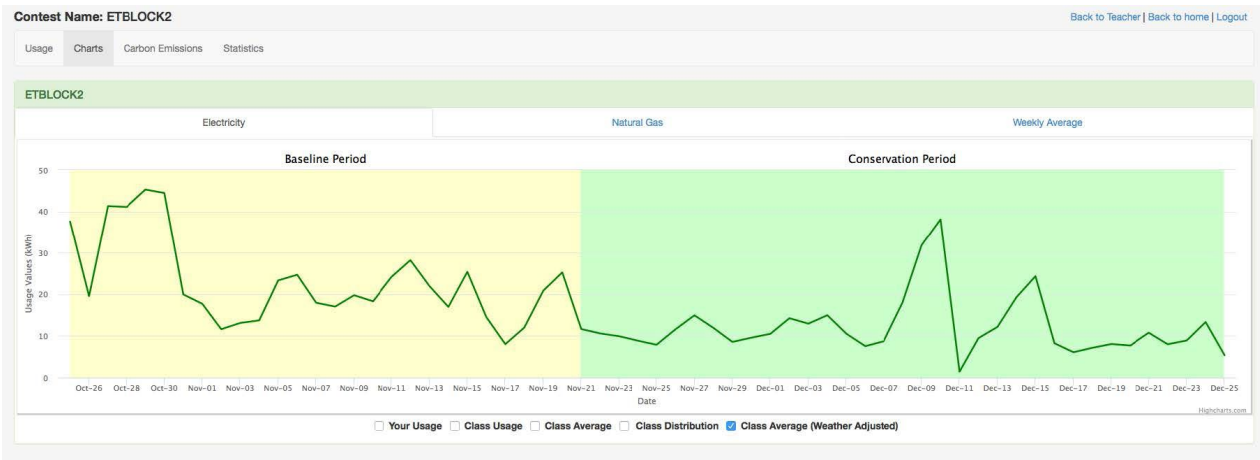 Contest Name: ETBLOCK2
Back to Teacher | Back to home | Logout
Usage Charts Carbon Emissions Statistics
ETBLOCK2
Electricity Natural Gas Weekly Average
Baseline Period Conservation Period
50
40
30
20
10
0
Usage Values (kWh)
Oct-26 Oct-28 Oct-30 Nov-01 Nov-03 Nov-05 Nov-07 Nov-09 Nov-11 Nov-13 Nov-15 Nov-17 Nov-19 Nov-21 Nov-23 Nov-25 Nov-27 Nov-29 Dec-01 Dec-03 Dec-05 Dec-07 Dec-09 Dec-11 Dec-13 Dec-15 Dec-17 Dec-19 Dec-21 Dec-23 Dec-25
Date
Highcharts.com
Your Usage Class Usage Class Average Class Distribution Class Average (Weather Adjusted)